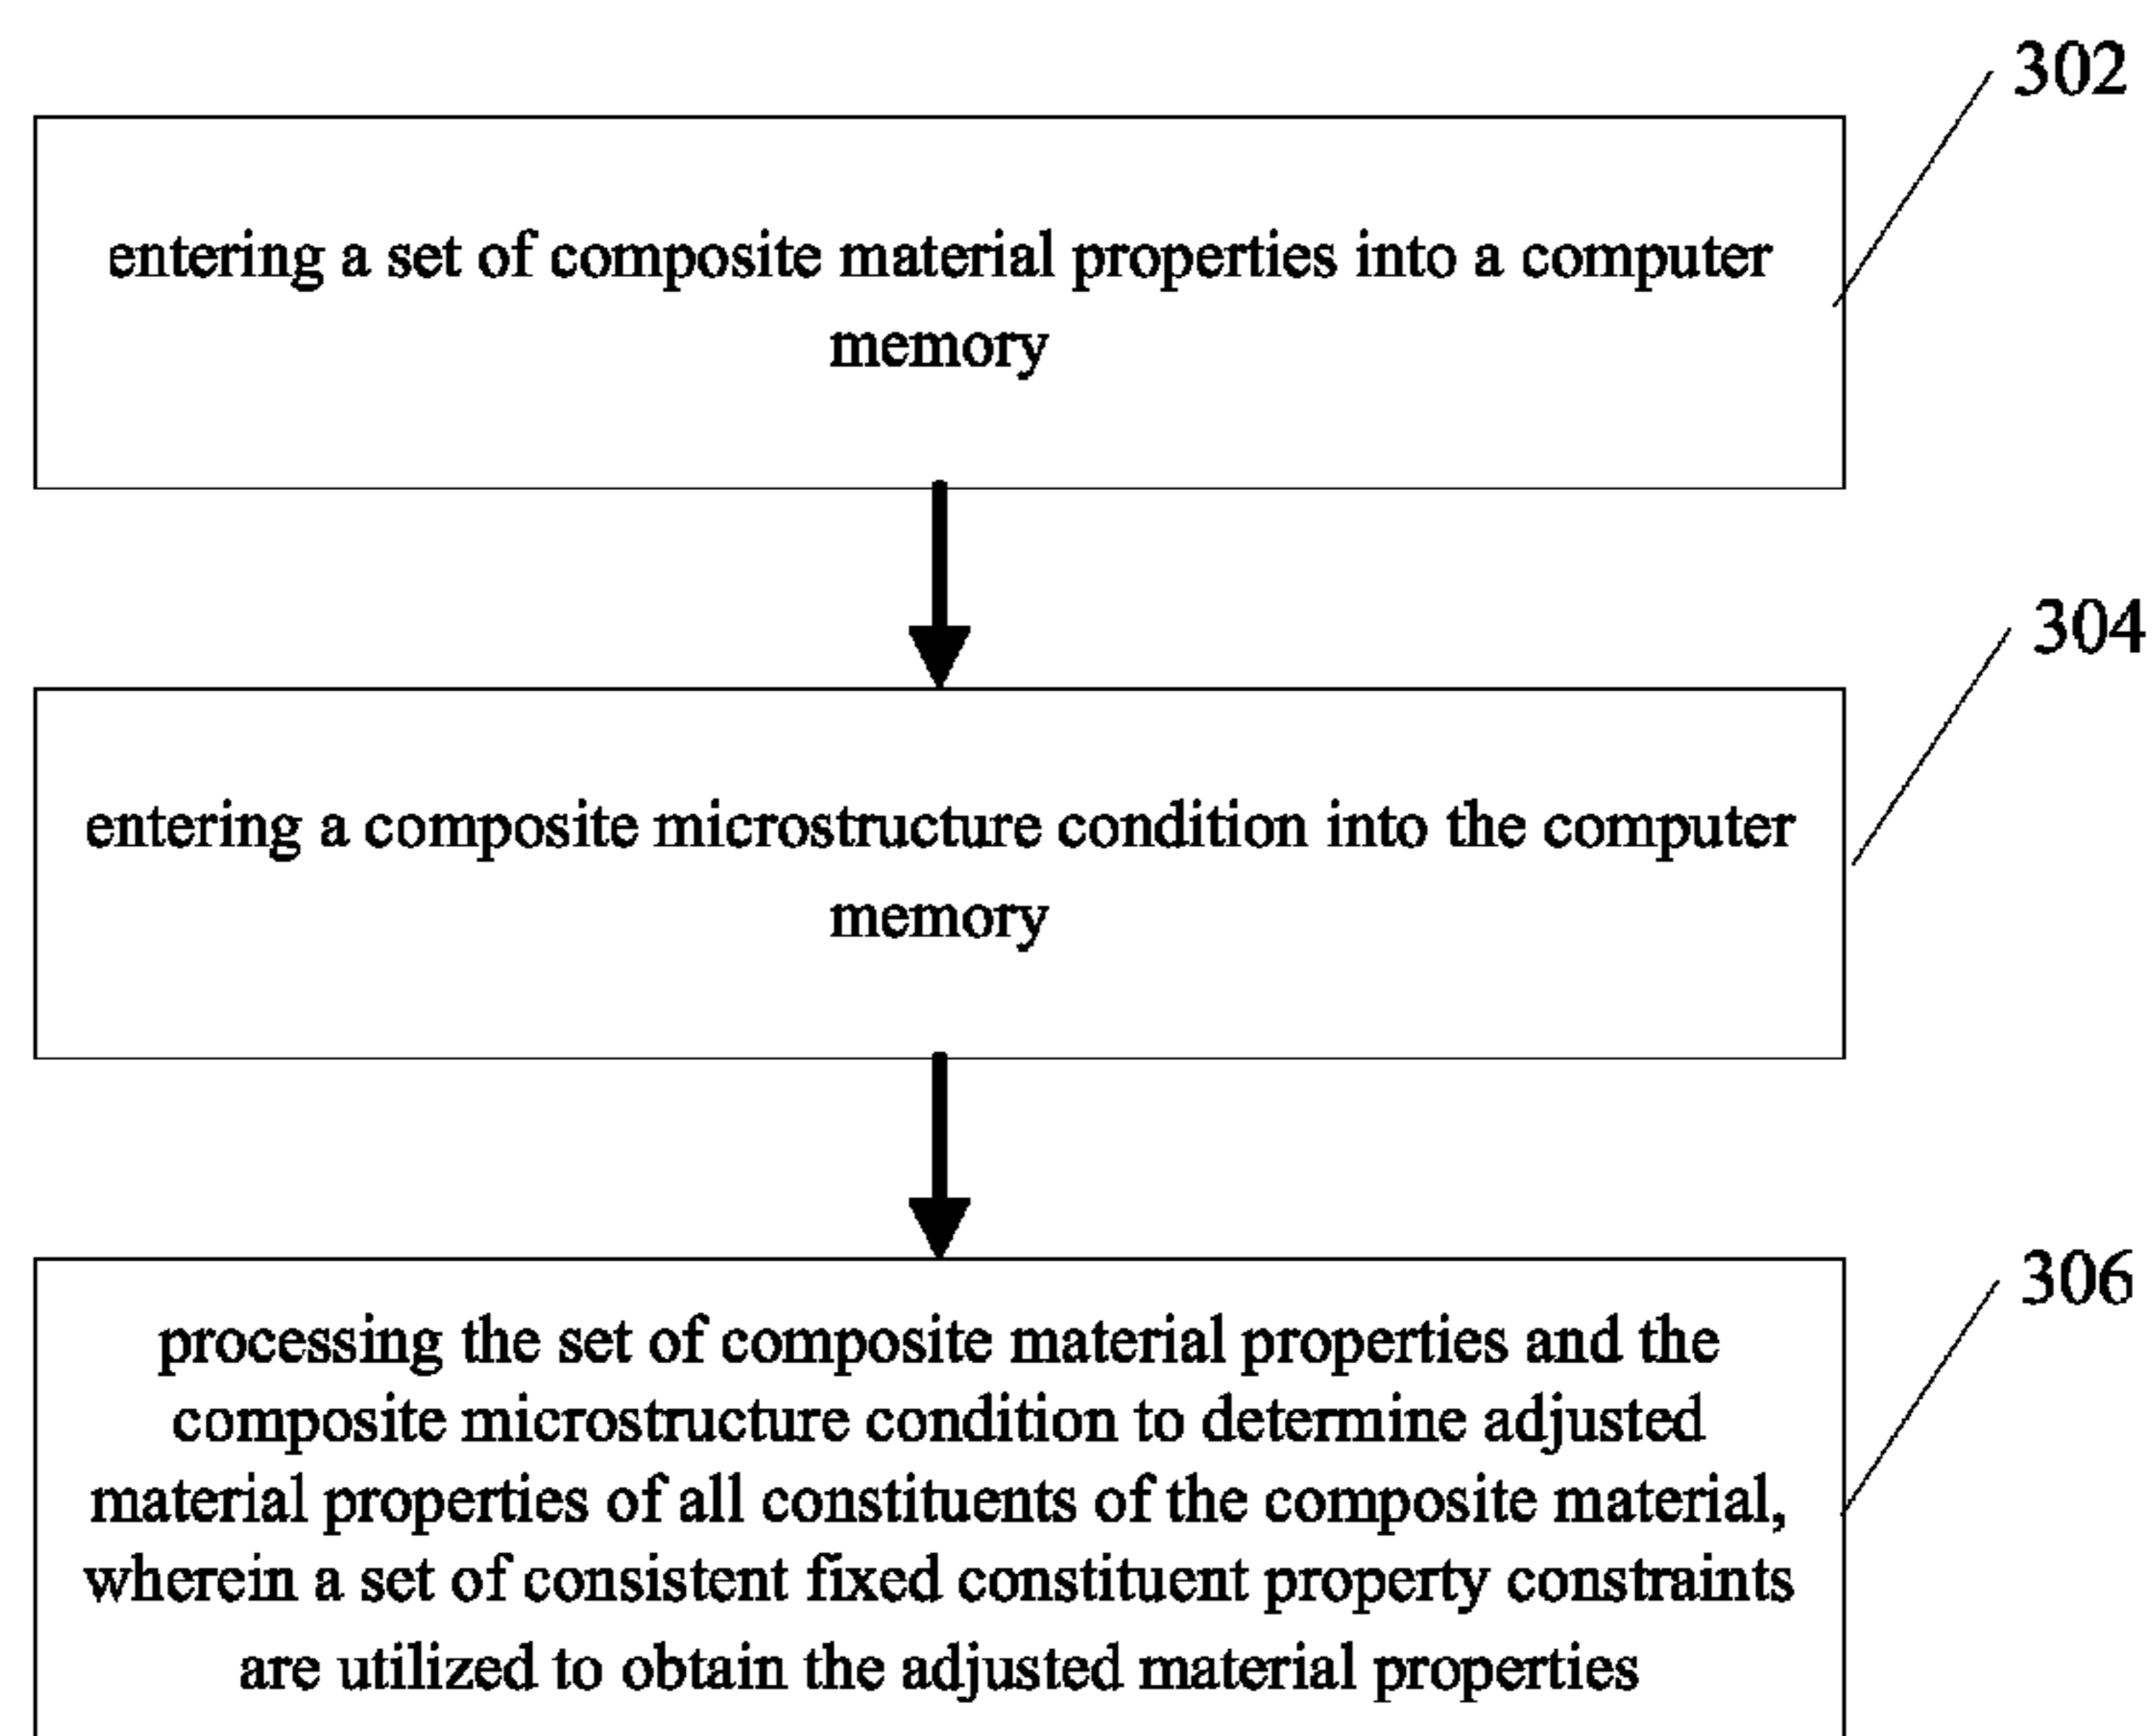 302
entering a set of composite material properties into a computer
memory
304
entering a composite microstructure condition into the computer
memory
306
processing the set of composite material properties and the
composite microstructure condition to determine adjusted
material properties of all constituents of the composite material,
wherein a set of consistent fixed constituent property constraints
are utilized to obtain the adjusted material properties